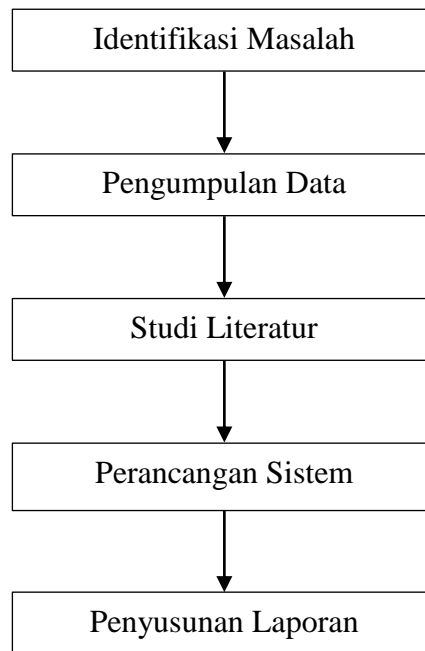 Identifikasi Masalah
Pengumpulan Data
Studi Literatur
Perancangan Sistem
Penyusunan Laporan